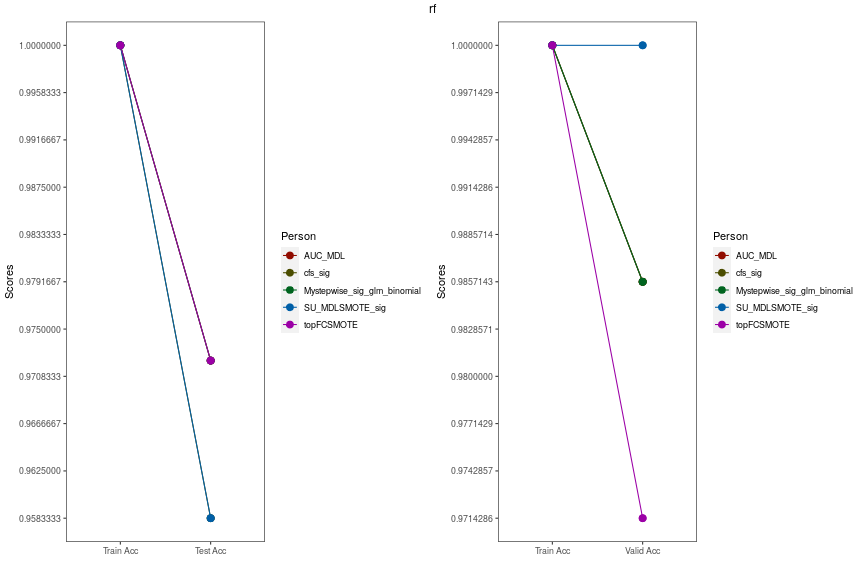 rf
Scores
1.0000000
0.9958333
0.9916667
0.9875000
0.9833333
0.9791667
0.9750000
0.9708333
0.9666667
0.9625000
0.9583333
Train Acc
Test Acc
Person
AUC_MDL
cfs_sig
Mystepwise_sig_glm_binomial
SU_MDLSMOTE_sig
topFCSMOTE
Scores
1.0000000
0.9971429
0.9942857
0.9914286
0.9885714
0.9857143
0.9828571
0.9800000
0.9771429
0.9742857
0.9714286
Train Acc
Valid Acc
Person
AUC_MDL
cfs_sig
Mystepwise_sig_glm_binomial
SU_MDLSMOTE_sig
topFCSMOTE